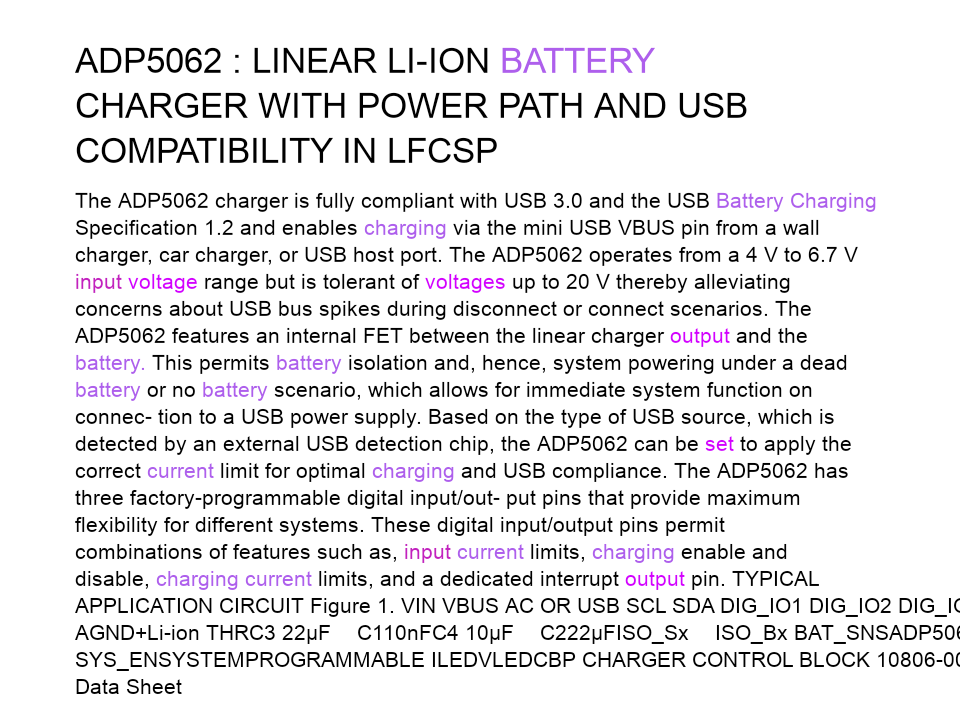 ADP5062 : LINEAR LI-ION BATTERY
CHARGER WITH POWER PATH AND USB
COMPATIBILITY IN LFCSP
The ADP5062 charger is fully compliant with USB 3.0 and the USB Battery Charging
Specification 1.2 and enables charging via the mini USB VBUS pin from a wall
charger, car charger, or USB host port. The ADP5062 operates from a 4 V to 6.7 V
input voltage range but is tolerant of voltages up to 20 V thereby alleviating
concerns about USB bus spikes during disconnect or connect scenarios. The
ADP5062 features an internal FET between the linear charger output and the
battery. This permits battery isolation and, hence, system powering under a dead
battery or no battery scenario, which allows for immediate system function on
connec- tion to a USB power supply. Based on the type of USB source, which is
detected by an external USB detection chip, the ADP5062 can be set to apply the
correct current limit for optimal charging and USB compliance. The ADP5062 has
three factory-programmable digital input/out- put pins that provide maximum
flexibility for different systems. These digital input/output pins permit
combinations of features such as, input current limits, charging enable and
disable, charging current limits, and a dedicated interrupt output pin. TYPICAL
APPLICATION CIRCUIT Figure 1. VIN VBUS AC OR USB SCL SDA DIG_IO1 DIG_IO2
AGND+Li-ion THRC3 22µF C110nFC4 10µF C222µFISO_Sx ISO_Bx
SYS_ENSYSTEMPROGRAMMABLE ILEDVLEDCBP CHARGER CONTROL BLOCK
Data Sheet